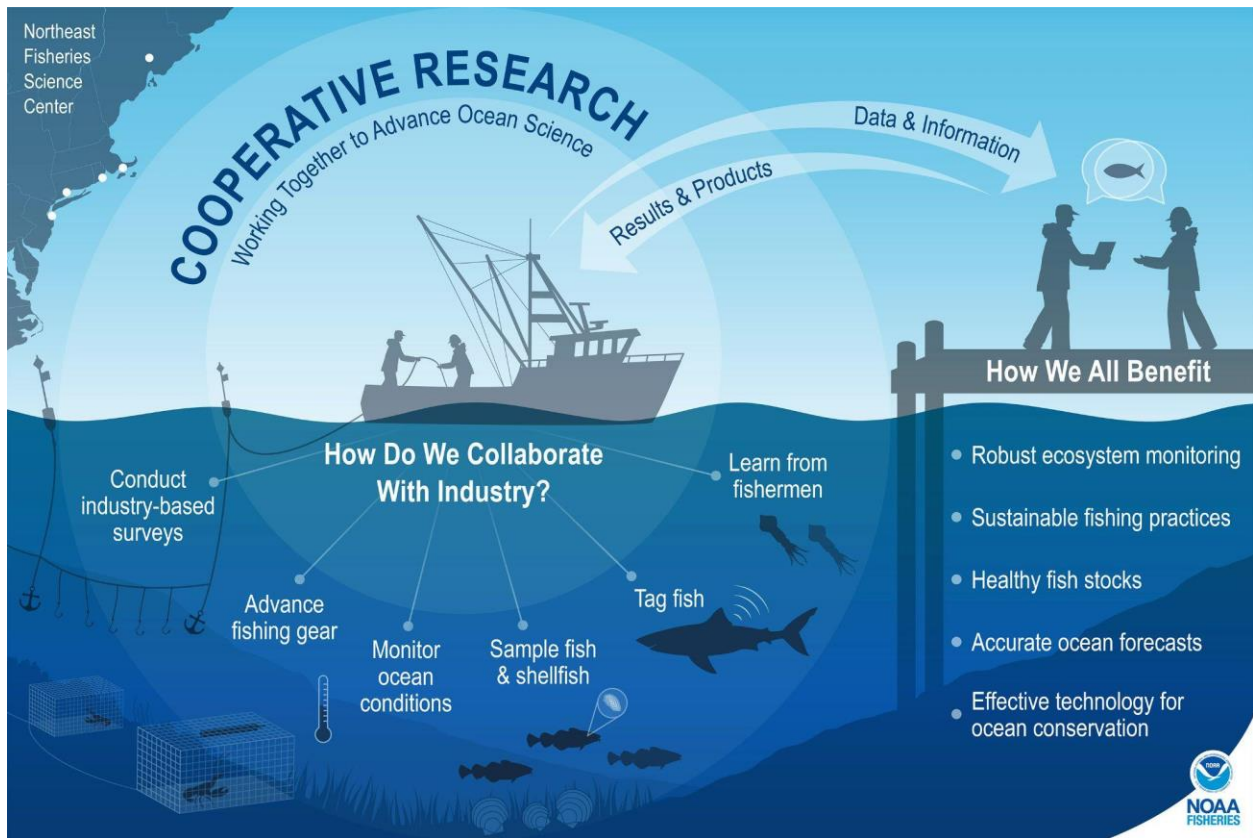 Northeast
Fisheries
Science
Center
COOPERATIVE RESEARCH
Working Together to Advance Ocean Science
Data & Information
Results & Products
How Do We Collaborate
With Industry?
Conduct
industry-based
surveys
Advance
fishing gear
Monitor
ocean
conditions
Sample fish
& shellfish
Tag fish
Learn from
fishermen
How We All Benefit
Robust ecosystem monitoring
Sustainable fishing practices
Healthy fish stocks
Accurate ocean forecasts
Effective technology for
ocean conservation
NOAA
NOAA
FISHERIES